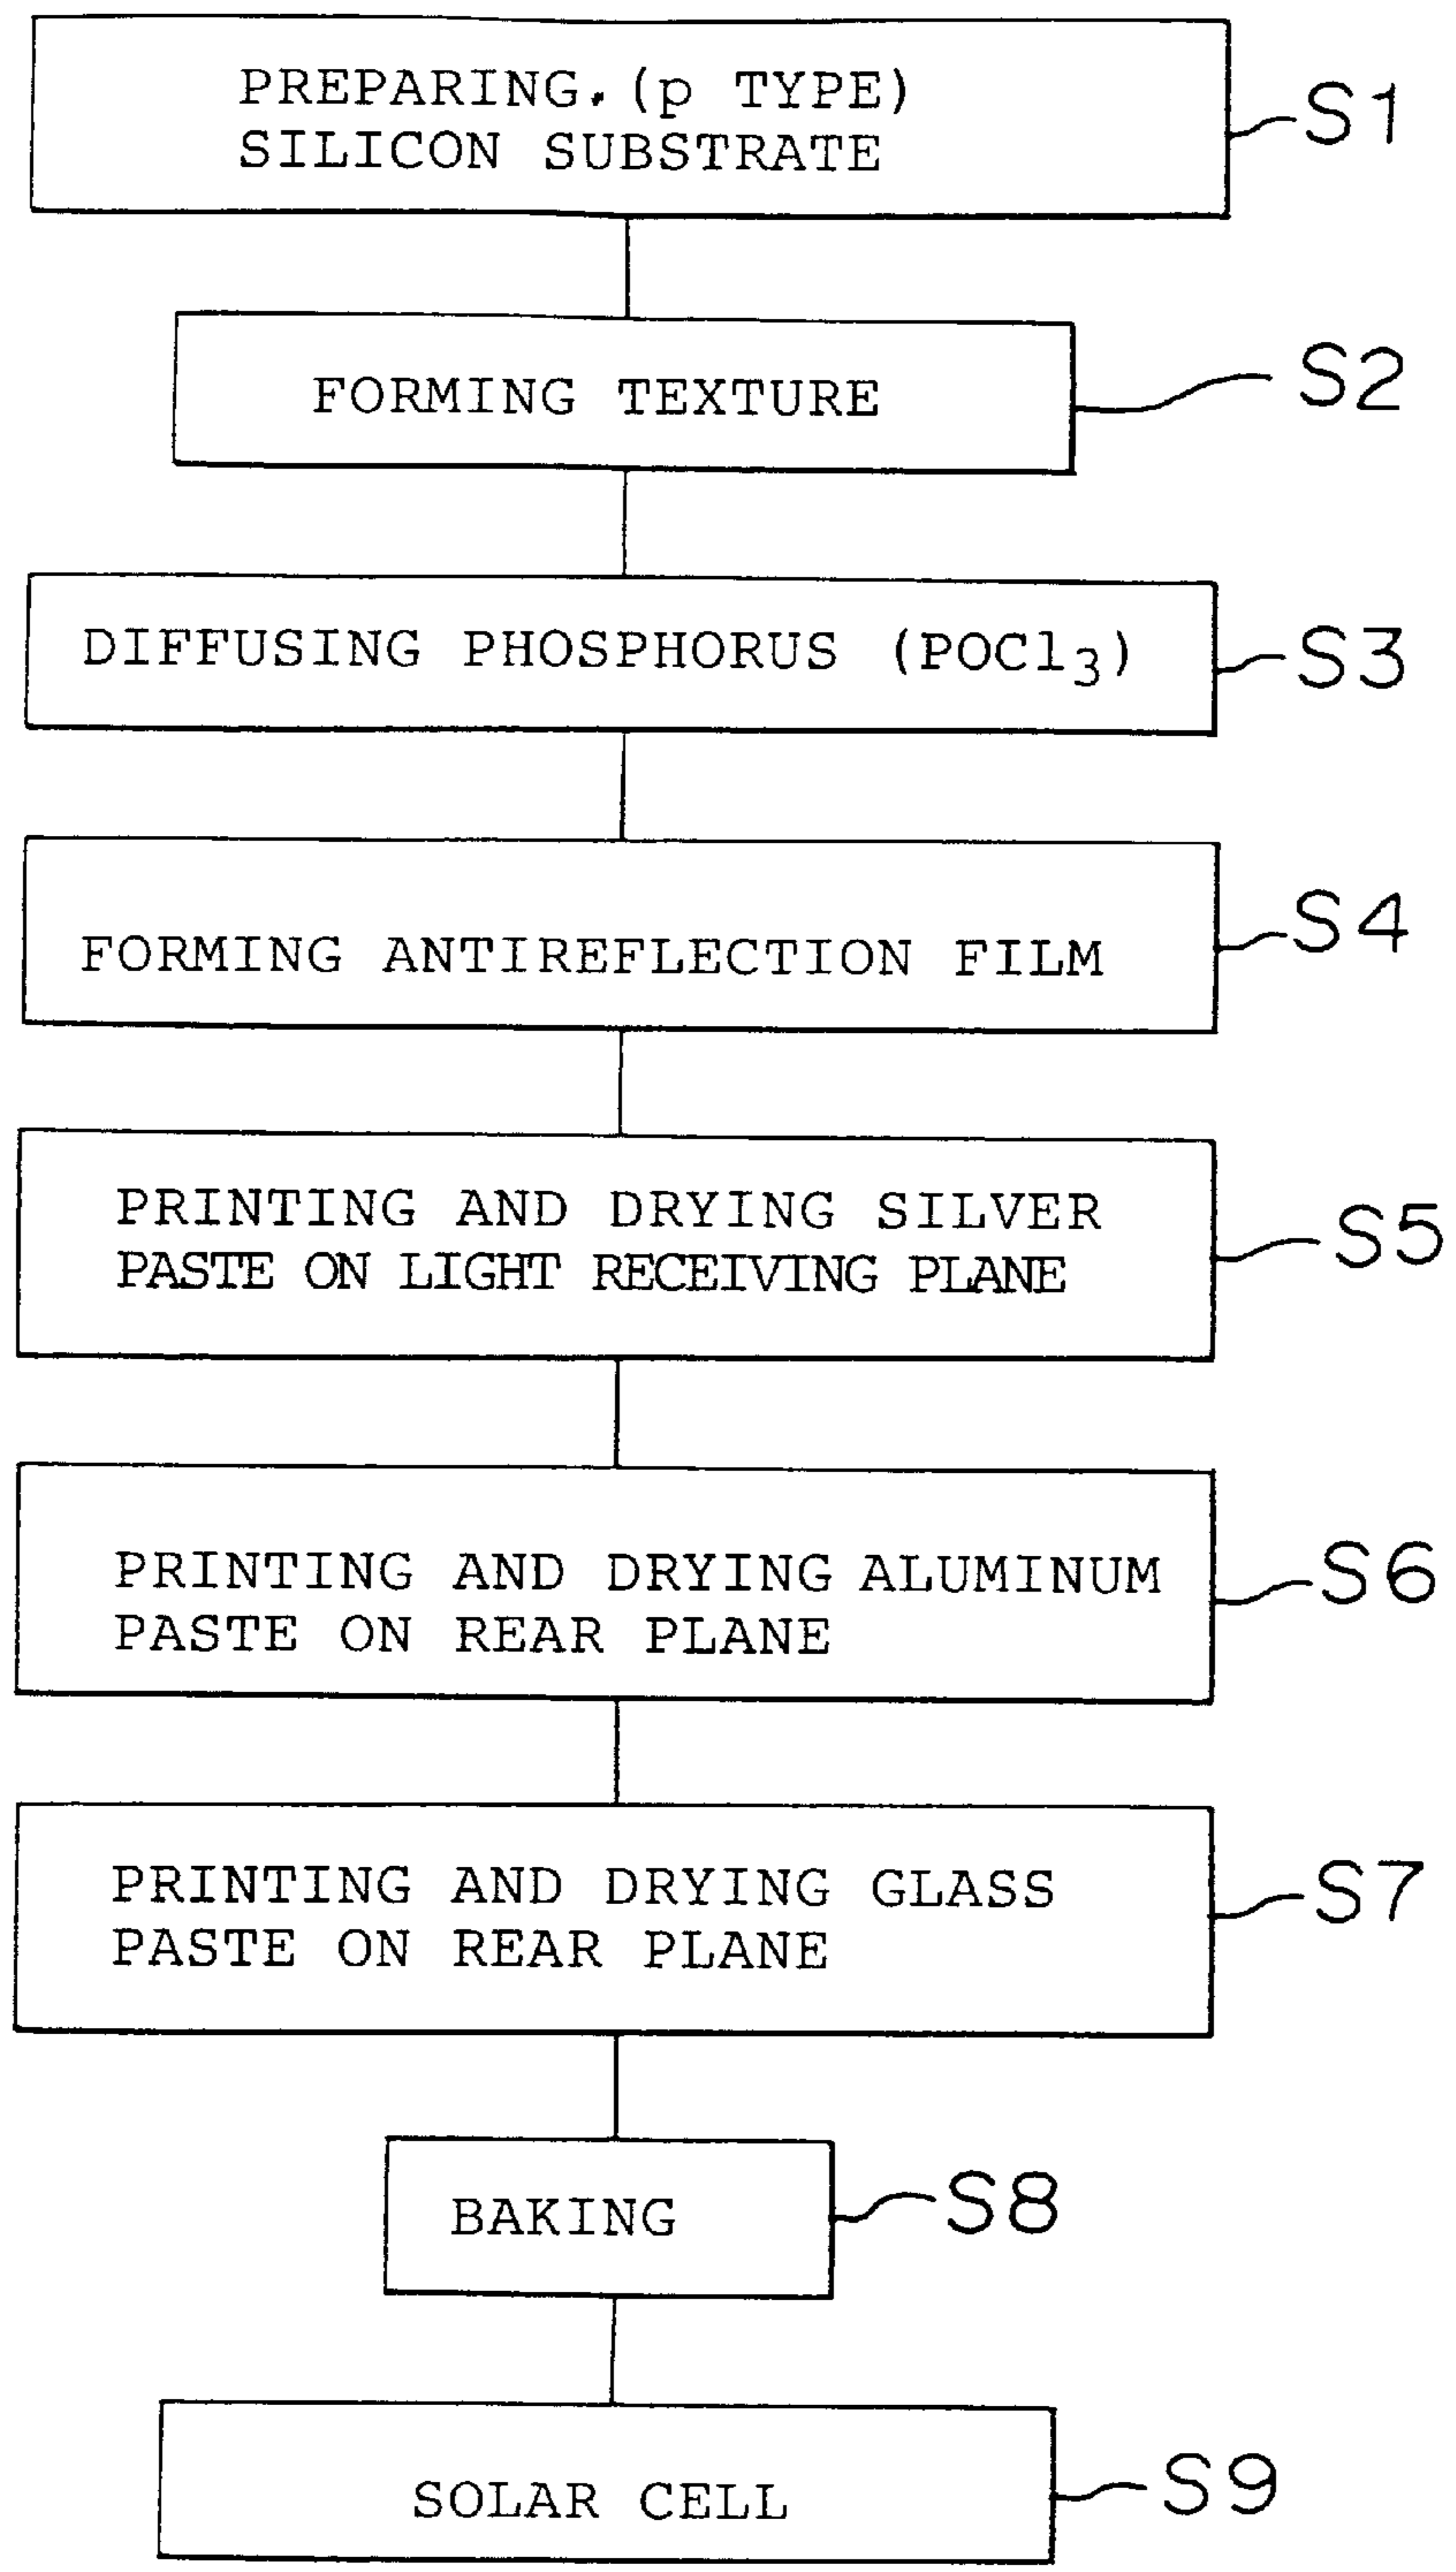 PREPARING. (p TYPE)
SILICON SUBSTRATE
S1
FORMING TEXTURE
S2
DIFFUSING PHOSPHORUS (POCl₃)
S3
FORMING ANTIREFLECTION FILM
S4
PRINTING AND DRYING SILVER
PASTE ON LIGHT RECEIVING PLANE
S5
PRINTING AND DRYING ALUMINUM
PASTE ON REAR PLANE
S6
PRINTING AND DRYING GLASS
PASTE ON REAR PLANE
S7
BAKING
S8
SOLAR CELL
S9